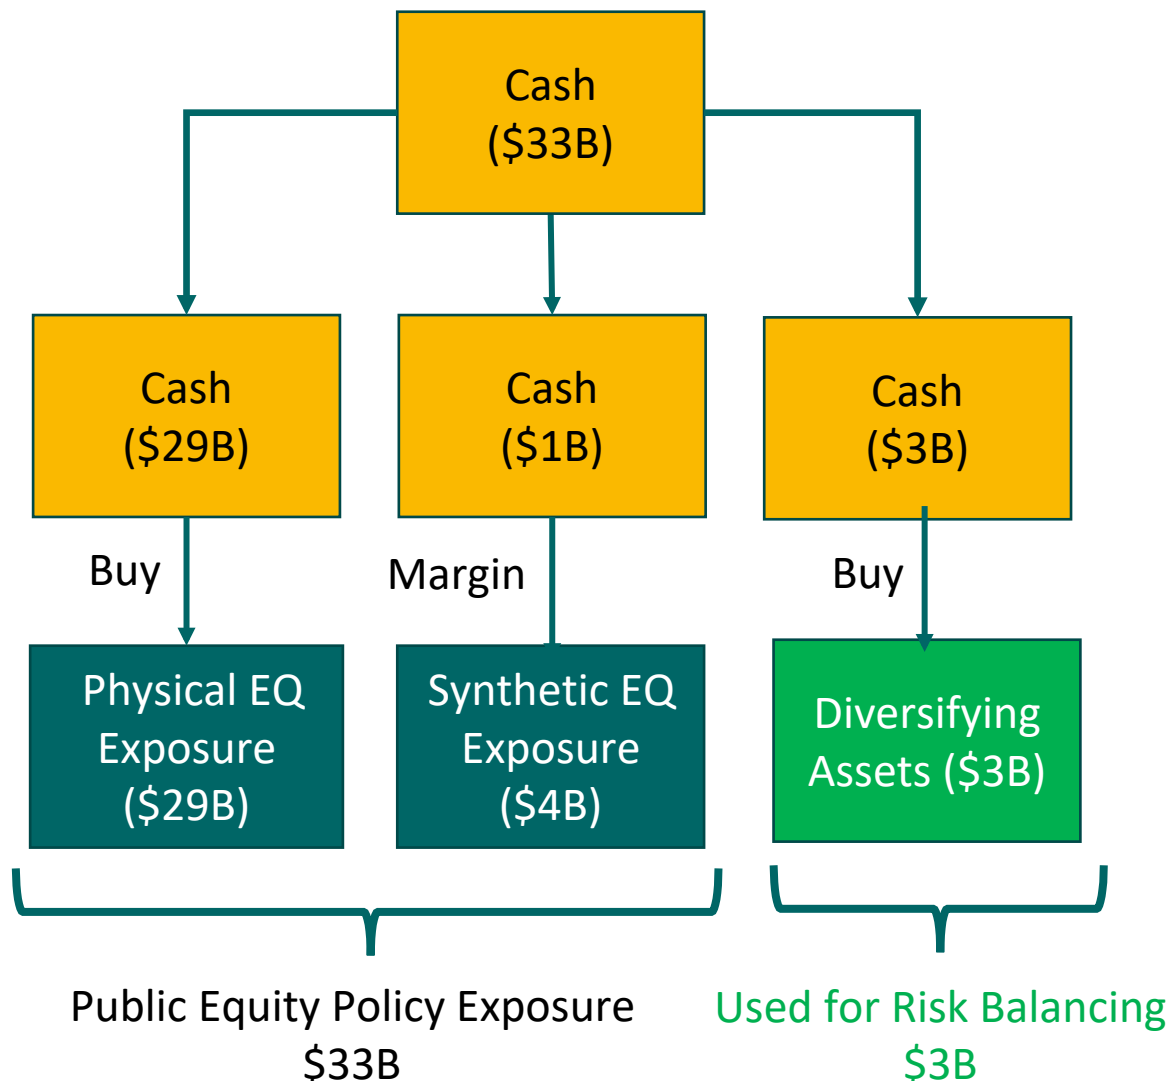 Cash
($33B)
Cash
($29B)
Cash
($1B)
Cash
($3B)
Buy
Margin
Buy
Physical EQ
Exposure
($29B)
Synthetic EQ
Exposure
($4B)
Diversifying
Assets ($3B)
Public Equity Policy Exposure
$33B
Used for Risk Balancing
$3B